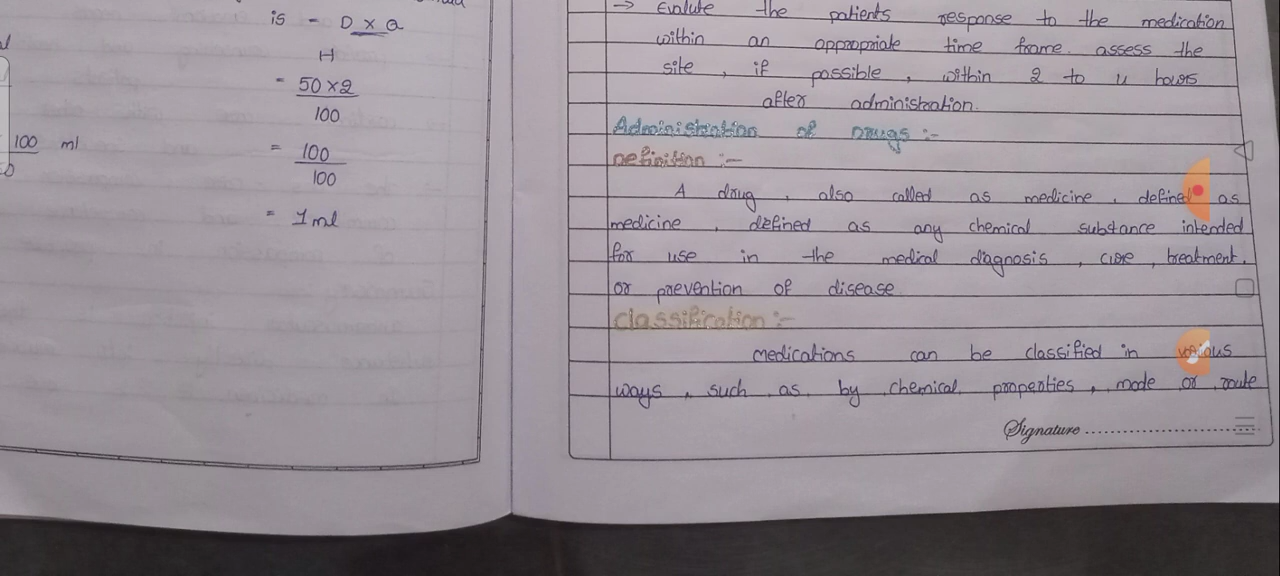 is = D x Q
H
= 50 x 2
100
100 ml
= 100
100
= 1 ml
→ Evalute the patients response to the medication
within an appropriate time frame. assess the
site, if possible, within 2 to 4 hours
after administration.
Administration of Drugs :-
Definition :-
A drug, also called as medicine, defined as
medicine, defined as any chemical substance intended
for use in the medical diagnosis, cure, treatment,
or prevention of disease
Classification :-
Medications can be classified in various
ways, such as by chemical properties, mode or route
Signature